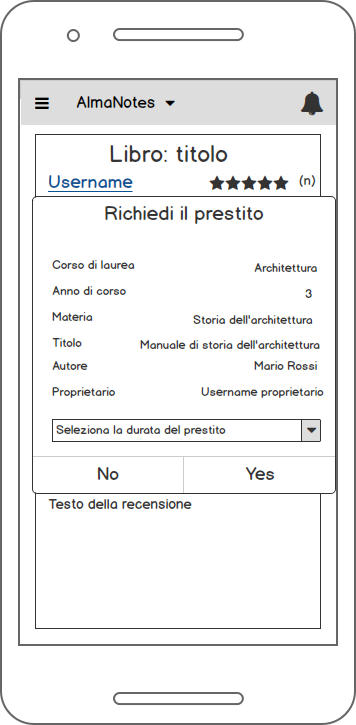 AlmaNotes
Libro: titolo
Username (n)
Richiedi il prestito
Corso di laurea Architettura
Anno di corso 3
Materia Storia dell'architettura
Titolo Manuale di storia dell'architettura
Autore Mario Rossi
Proprietario Username proprietario
Seleziona la durata del prestito
No Yes
Testo della recensione